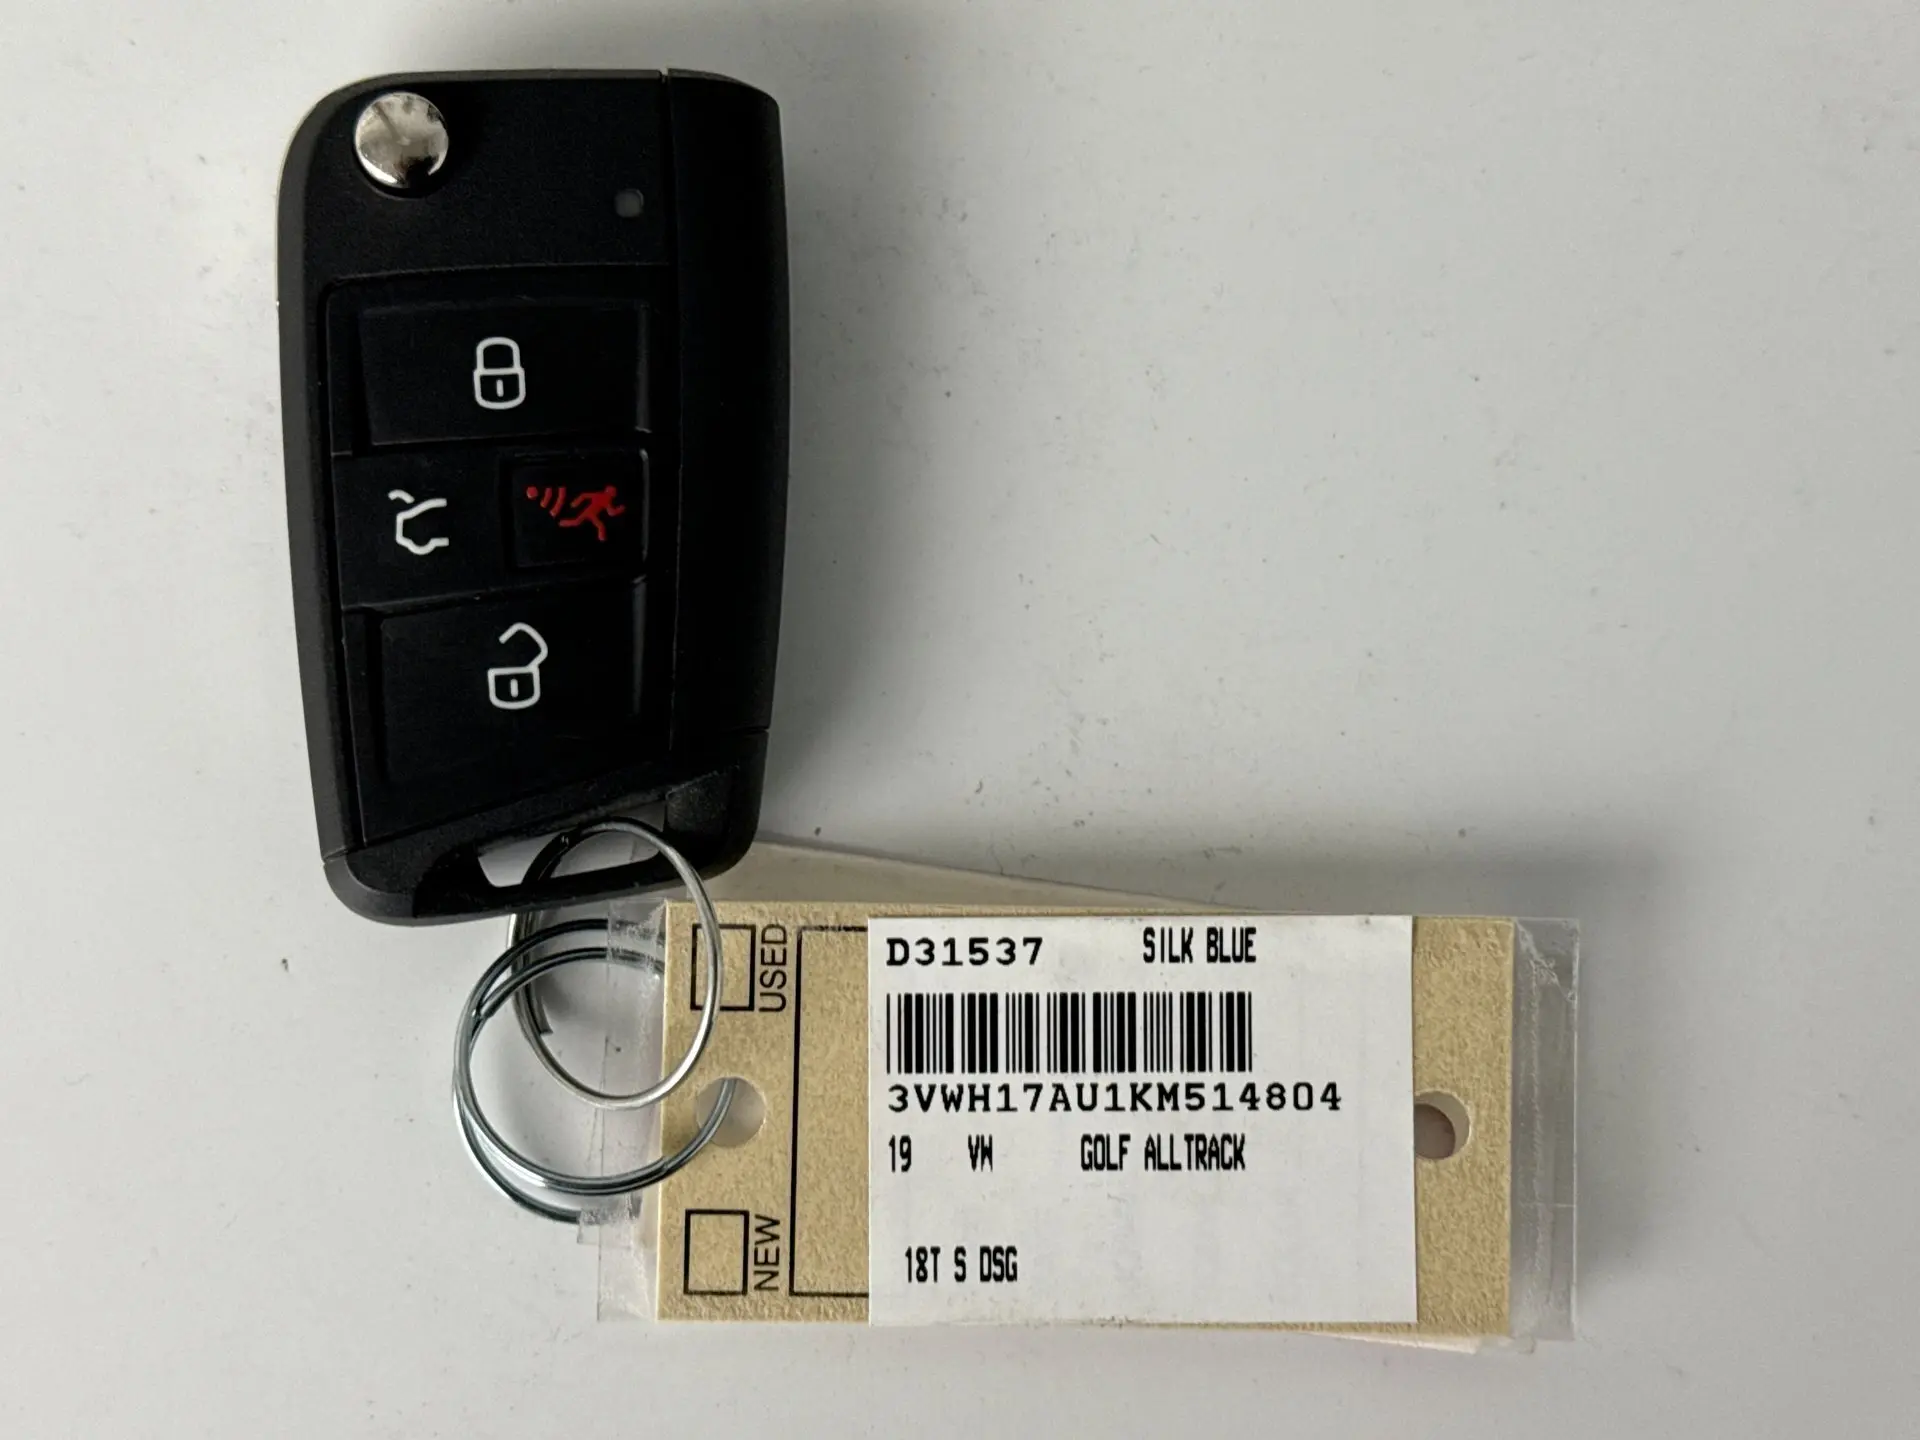 USED
NEW
D31537 SILK BLUE
3VWH17AU1KM514804
19 VW GOLF ALLTRACK
18T S DSG